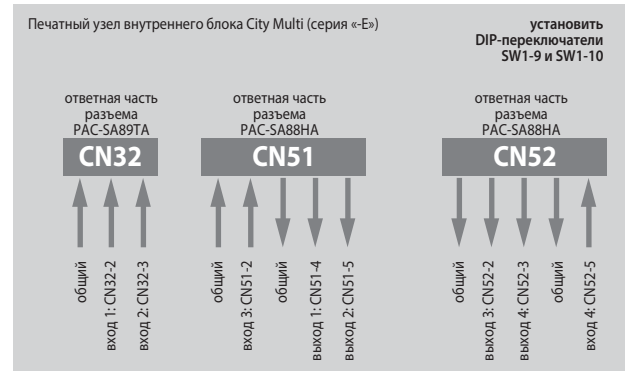 Печатный узел внутреннего блока City Multi (серия «-E»)
установить
DIP-переключатели
SW1-9 и SW1-10
ответная часть
разъема
PAC-SA89TA
CN32
общий
вход 1: CN32-2
вход 2: CN32-3
ответная часть
разъема
PAC-SA88HA
CN51
общий
вход 3: CN51-2
общий
выход 1: CN51-4
выход 2: CN51-5
ответная часть
разъема
PAC-SA88HA
CN52
общий
выход 3: CN52-2
выход 4: CN52-3
общий
вход 4: CN52-5